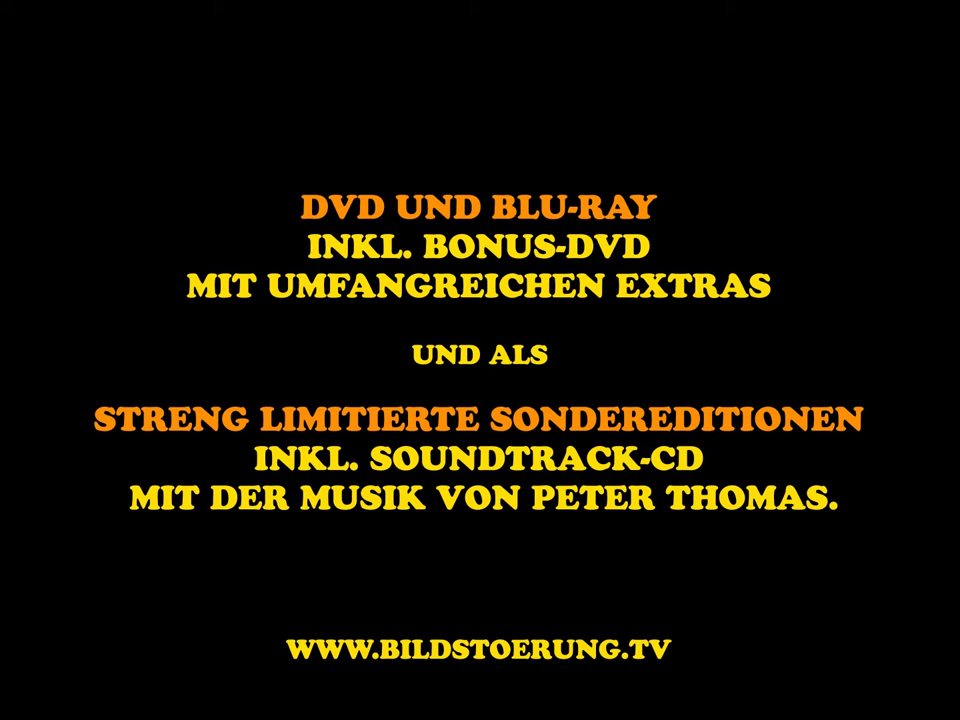 DVD UND BLU-RAY
INKL. BONUS-DVD
MIT UMFANGREICHEN EXTRAS
UND ALS
STRENG LIMITIERTE SONDEREDITIONEN
INKL. SOUNDTRACK-CD
MIT DER MUSIK VON PETER THOMAS.
WWW.BILDSTOERUNG.TV